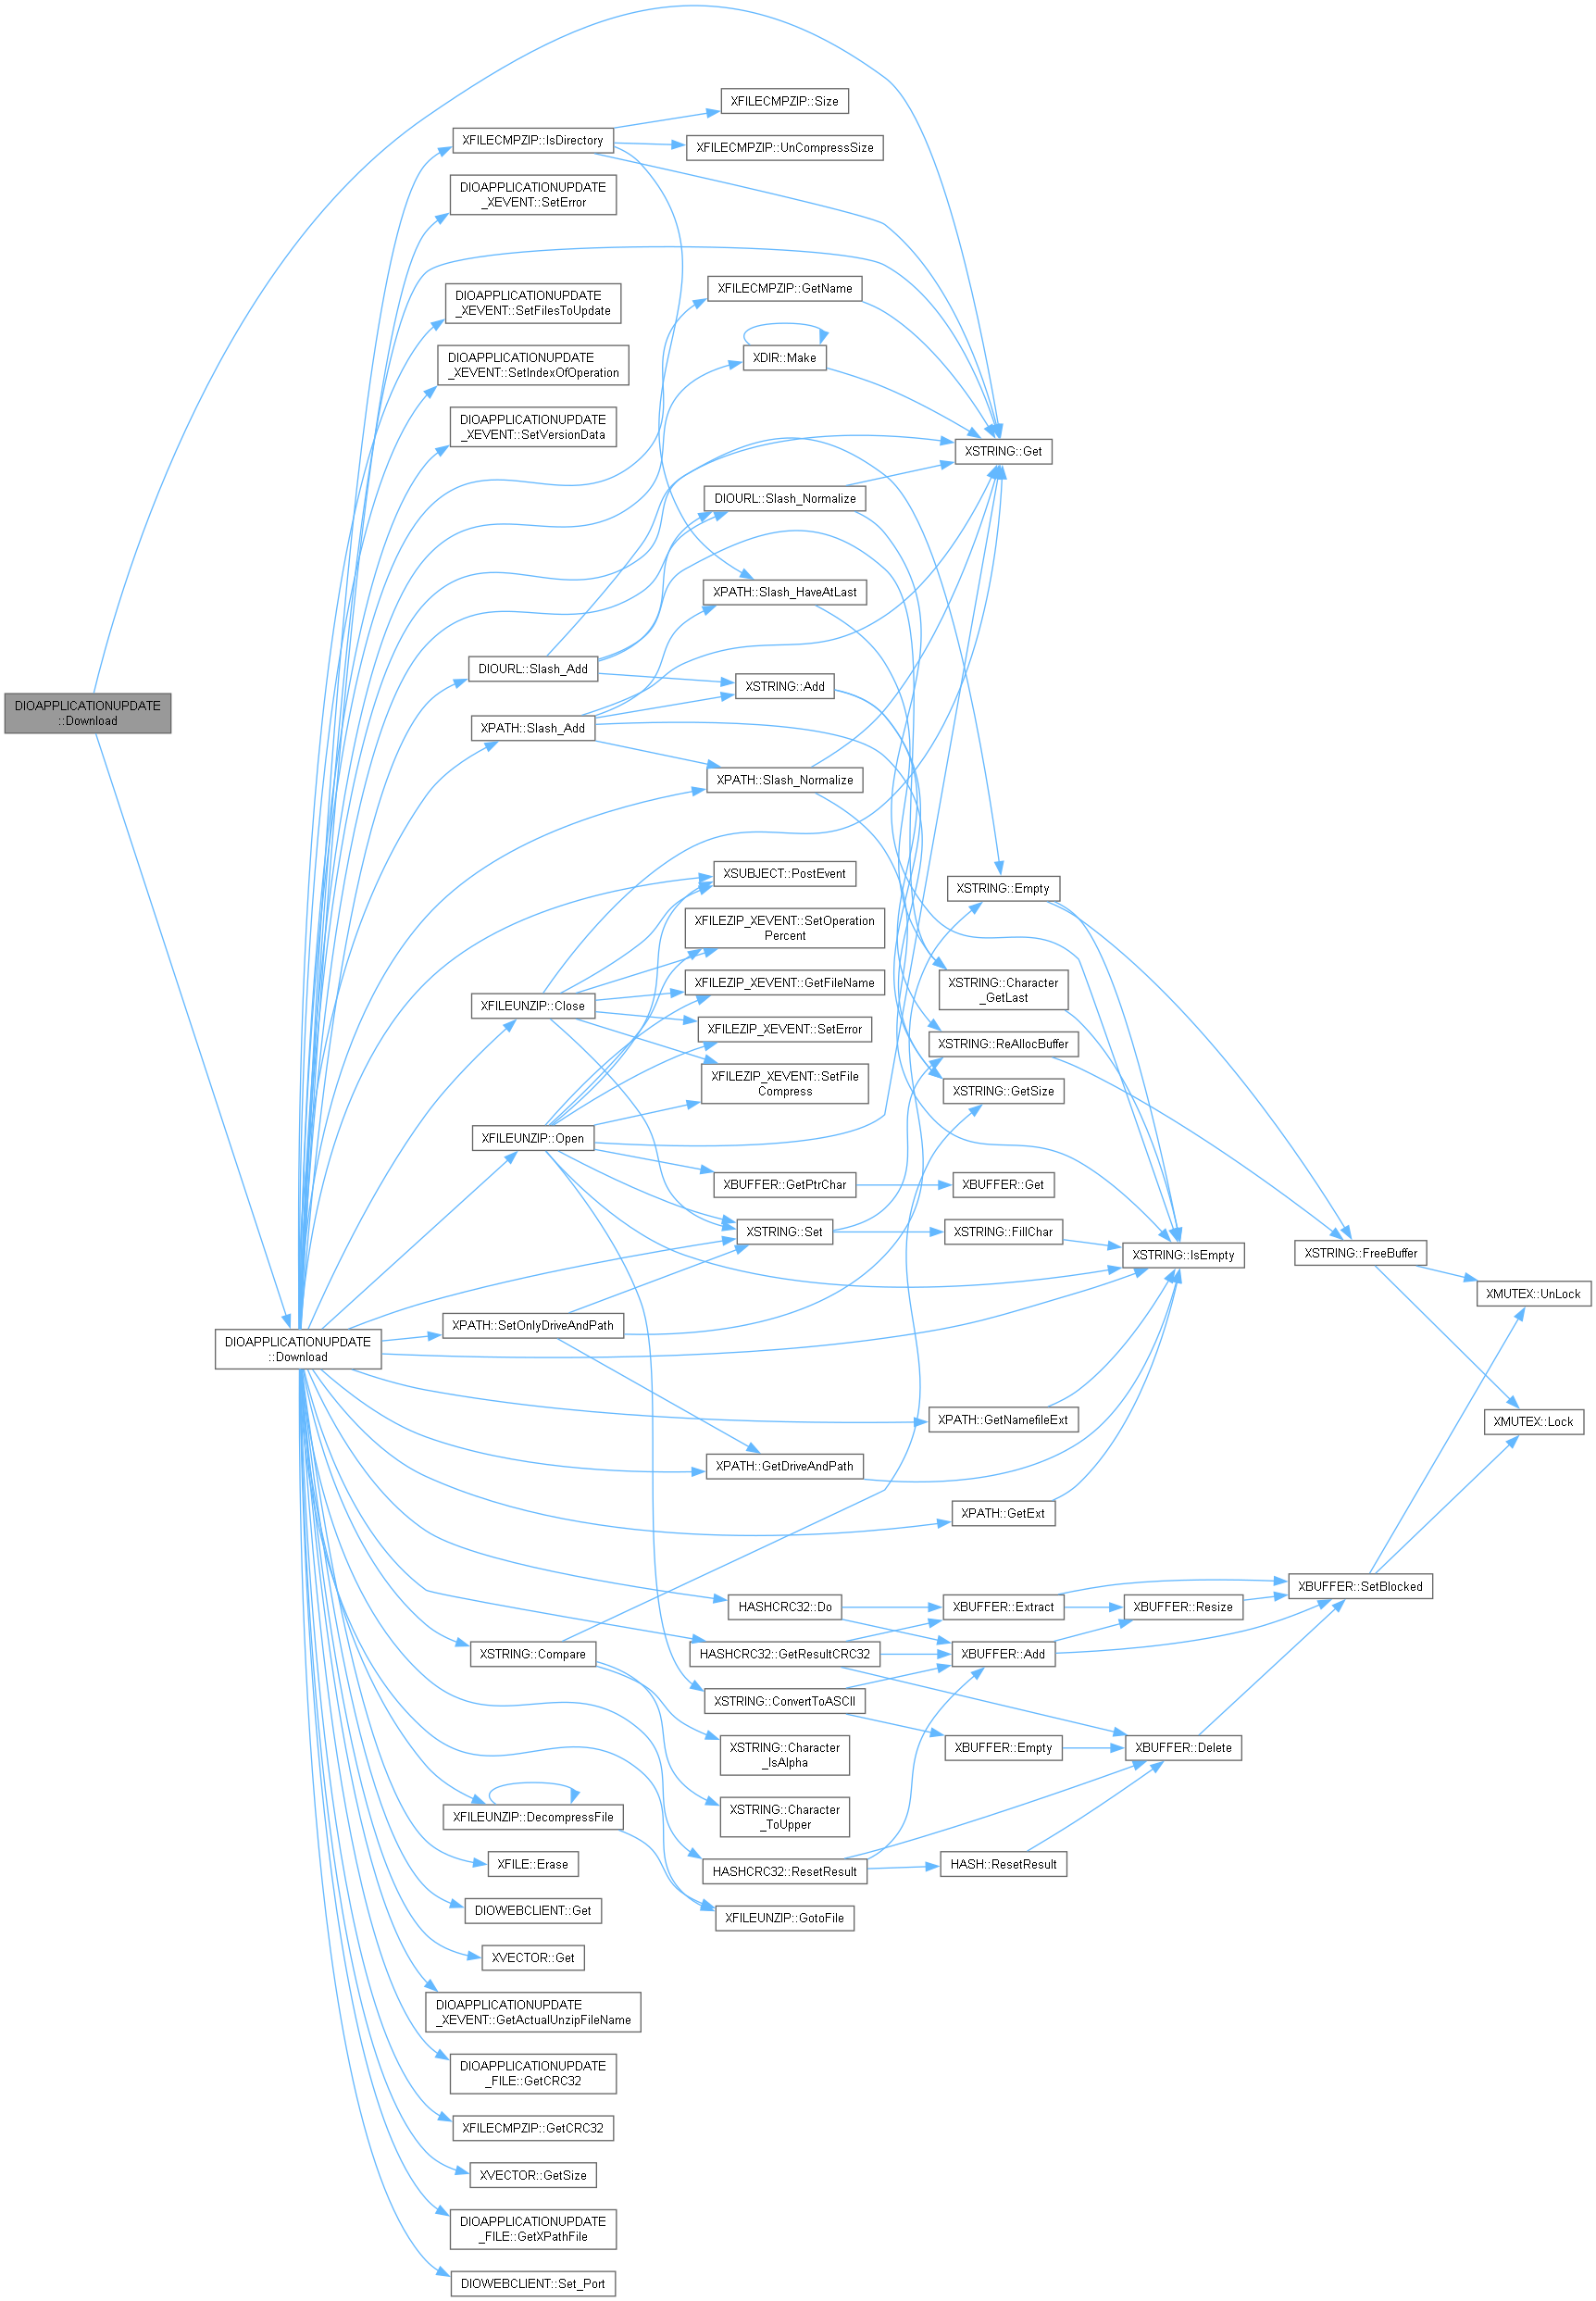 XFILECMPZIP::Size
XFILECMPZIP::IsDirectory
XFILECMPZIP::UnCompressSize
DIOAPPLICATIONUPDATE
_XEVENT::SetError
XFILECMPZIP::GetName
DIOAPPLICATIONUPDATE
_XEVENT::SetFilesToUpdate
XDIR::Make
DIOAPPLICATIONUPDATE
_XEVENT::SetIndexOfOperation
DIOAPPLICATIONUPDATE
_XEVENT::SetVersionData
XSTRING::Get
DIOURL::Slash_Normalize
XPATH::Slash_HaveAtLast
DIOURL::Slash_Add
XSTRING::Add
DIOAPPLICATIONUPDATE
::Download
XPATH::Slash_Add
XPATH::Slash_Normalize
XSUBJECT::PostEvent
XSTRING::Empty
XFILEZIP_XEVENT::SetOperation
Percent
XFILEZIP_XEVENT::GetFileName
XSTRING::Character
_GetLast
XFILEUNZIP::Close
XFILEZIP_XEVENT::SetError
XSTRING::ReAllocBuffer
XFILEZIP_XEVENT::SetFile
Compress
XSTRING::GetSize
XFILEUNZIP::Open
XBUFFER::GetPtrChar
XBUFFER::Get
XSTRING::Set
XSTRING::FillChar
XSTRING::IsEmpty
XSTRING::FreeBuffer
XMUTEX::UnLock
XPATH::SetOnlyDriveAndPath
DIOAPPLICATIONUPDATE
::Download
XPATH::GetNamefileExt
XMUTEX::Lock
XPATH::GetDriveAndPath
XPATH::GetExt
XBUFFER::SetBlocked
HASHCRC32::Do
XBUFFER::Extract
XBUFFER::Resize
XSTRING::Compare
HASHCRC32::GetResultCRC32
XBUFFER::Add
XSTRING::ConvertToASCII
XSTRING::Character
_IsAlpha
XBUFFER::Empty
XBUFFER::Delete
XFILEUNZIP::DecompressFile
XSTRING::Character
_ToUpper
XFILE::Erase
HASHCRC32::ResetResult
HASH::ResetResult
DIOWEBCLIENT::Get
XFILEUNZIP::GotoFile
XVECTOR::Get
DIOAPPLICATIONUPDATE
_XEVENT::GetActualUnzipFileName
DIOAPPLICATIONUPDATE
_FILE::GetCRC32
XFILECMPZIP::GetCRC32
XVECTOR::GetSize
DIOAPPLICATIONUPDATE
_FILE::GetXPathFile
DIOWEBCLIENT::Set_Port